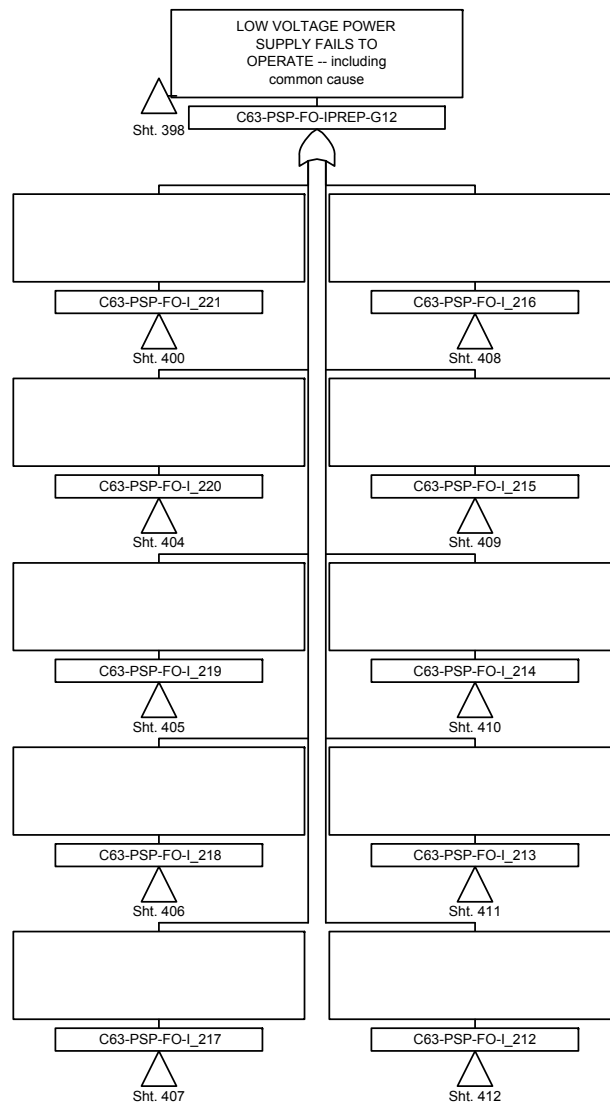 LOW VOLTAGE POWER
SUPPLY FAILS TO
OPERATE -- including
common cause
Sht. 398
C63-PSP-FO-IPREP-G12
C63-PSP-FO-I_221
C63-PSP-FO-I_216
Sht. 400
Sht. 408
C63-PSP-FO-I_220
C63-PSP-FO-I_215
Sht. 404
Sht. 409
C63-PSP-FO-I_219
C63-PSP-FO-I_214
Sht. 405
Sht. 410
C63-PSP-FO-I_218
C63-PSP-FO-I_213
Sht. 406
Sht. 411
C63-PSP-FO-I_217
C63-PSP-FO-I_212
Sht. 407
Sht. 412